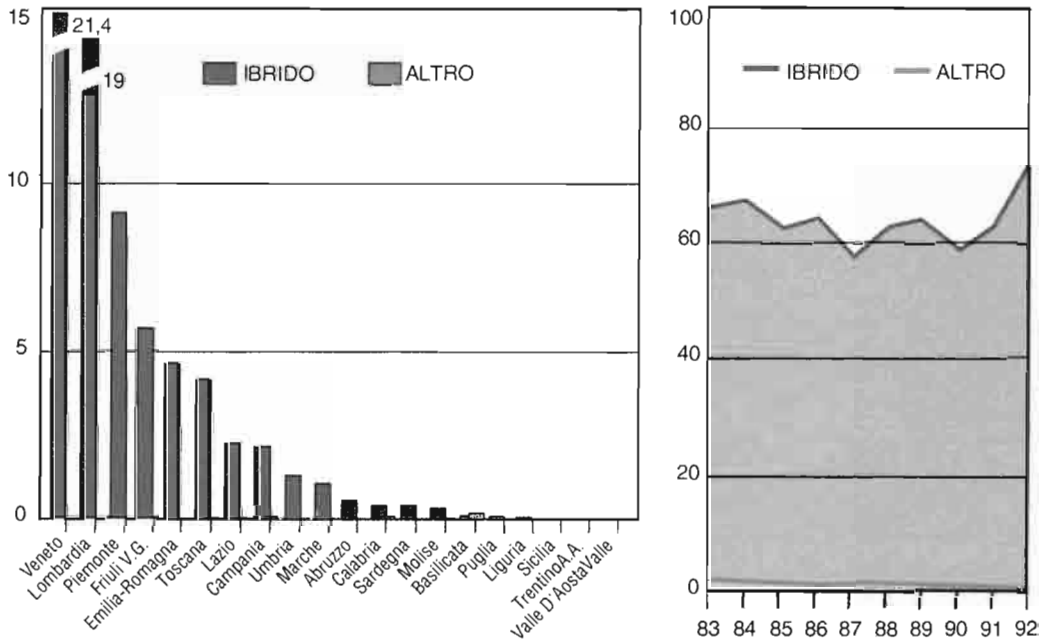 15
21,4
19
IBRIDO
ALTRO
10
5
0
Veneto
Lombardia
Piemonte
Friuli V.G.
Emilia-Romagna
Toscana
Lazio
Campania
Umbria
Marche
Abruzzo
Calabria
Sardegna
Molise
Basilicata
Puglia
Liguria
Sicilia
TrentinoA.A.
Valle D'AostaValle
100
IBRIDO
ALTRO
80
60
40
20
0
83 84 85 86 87 88 89 90 91 92